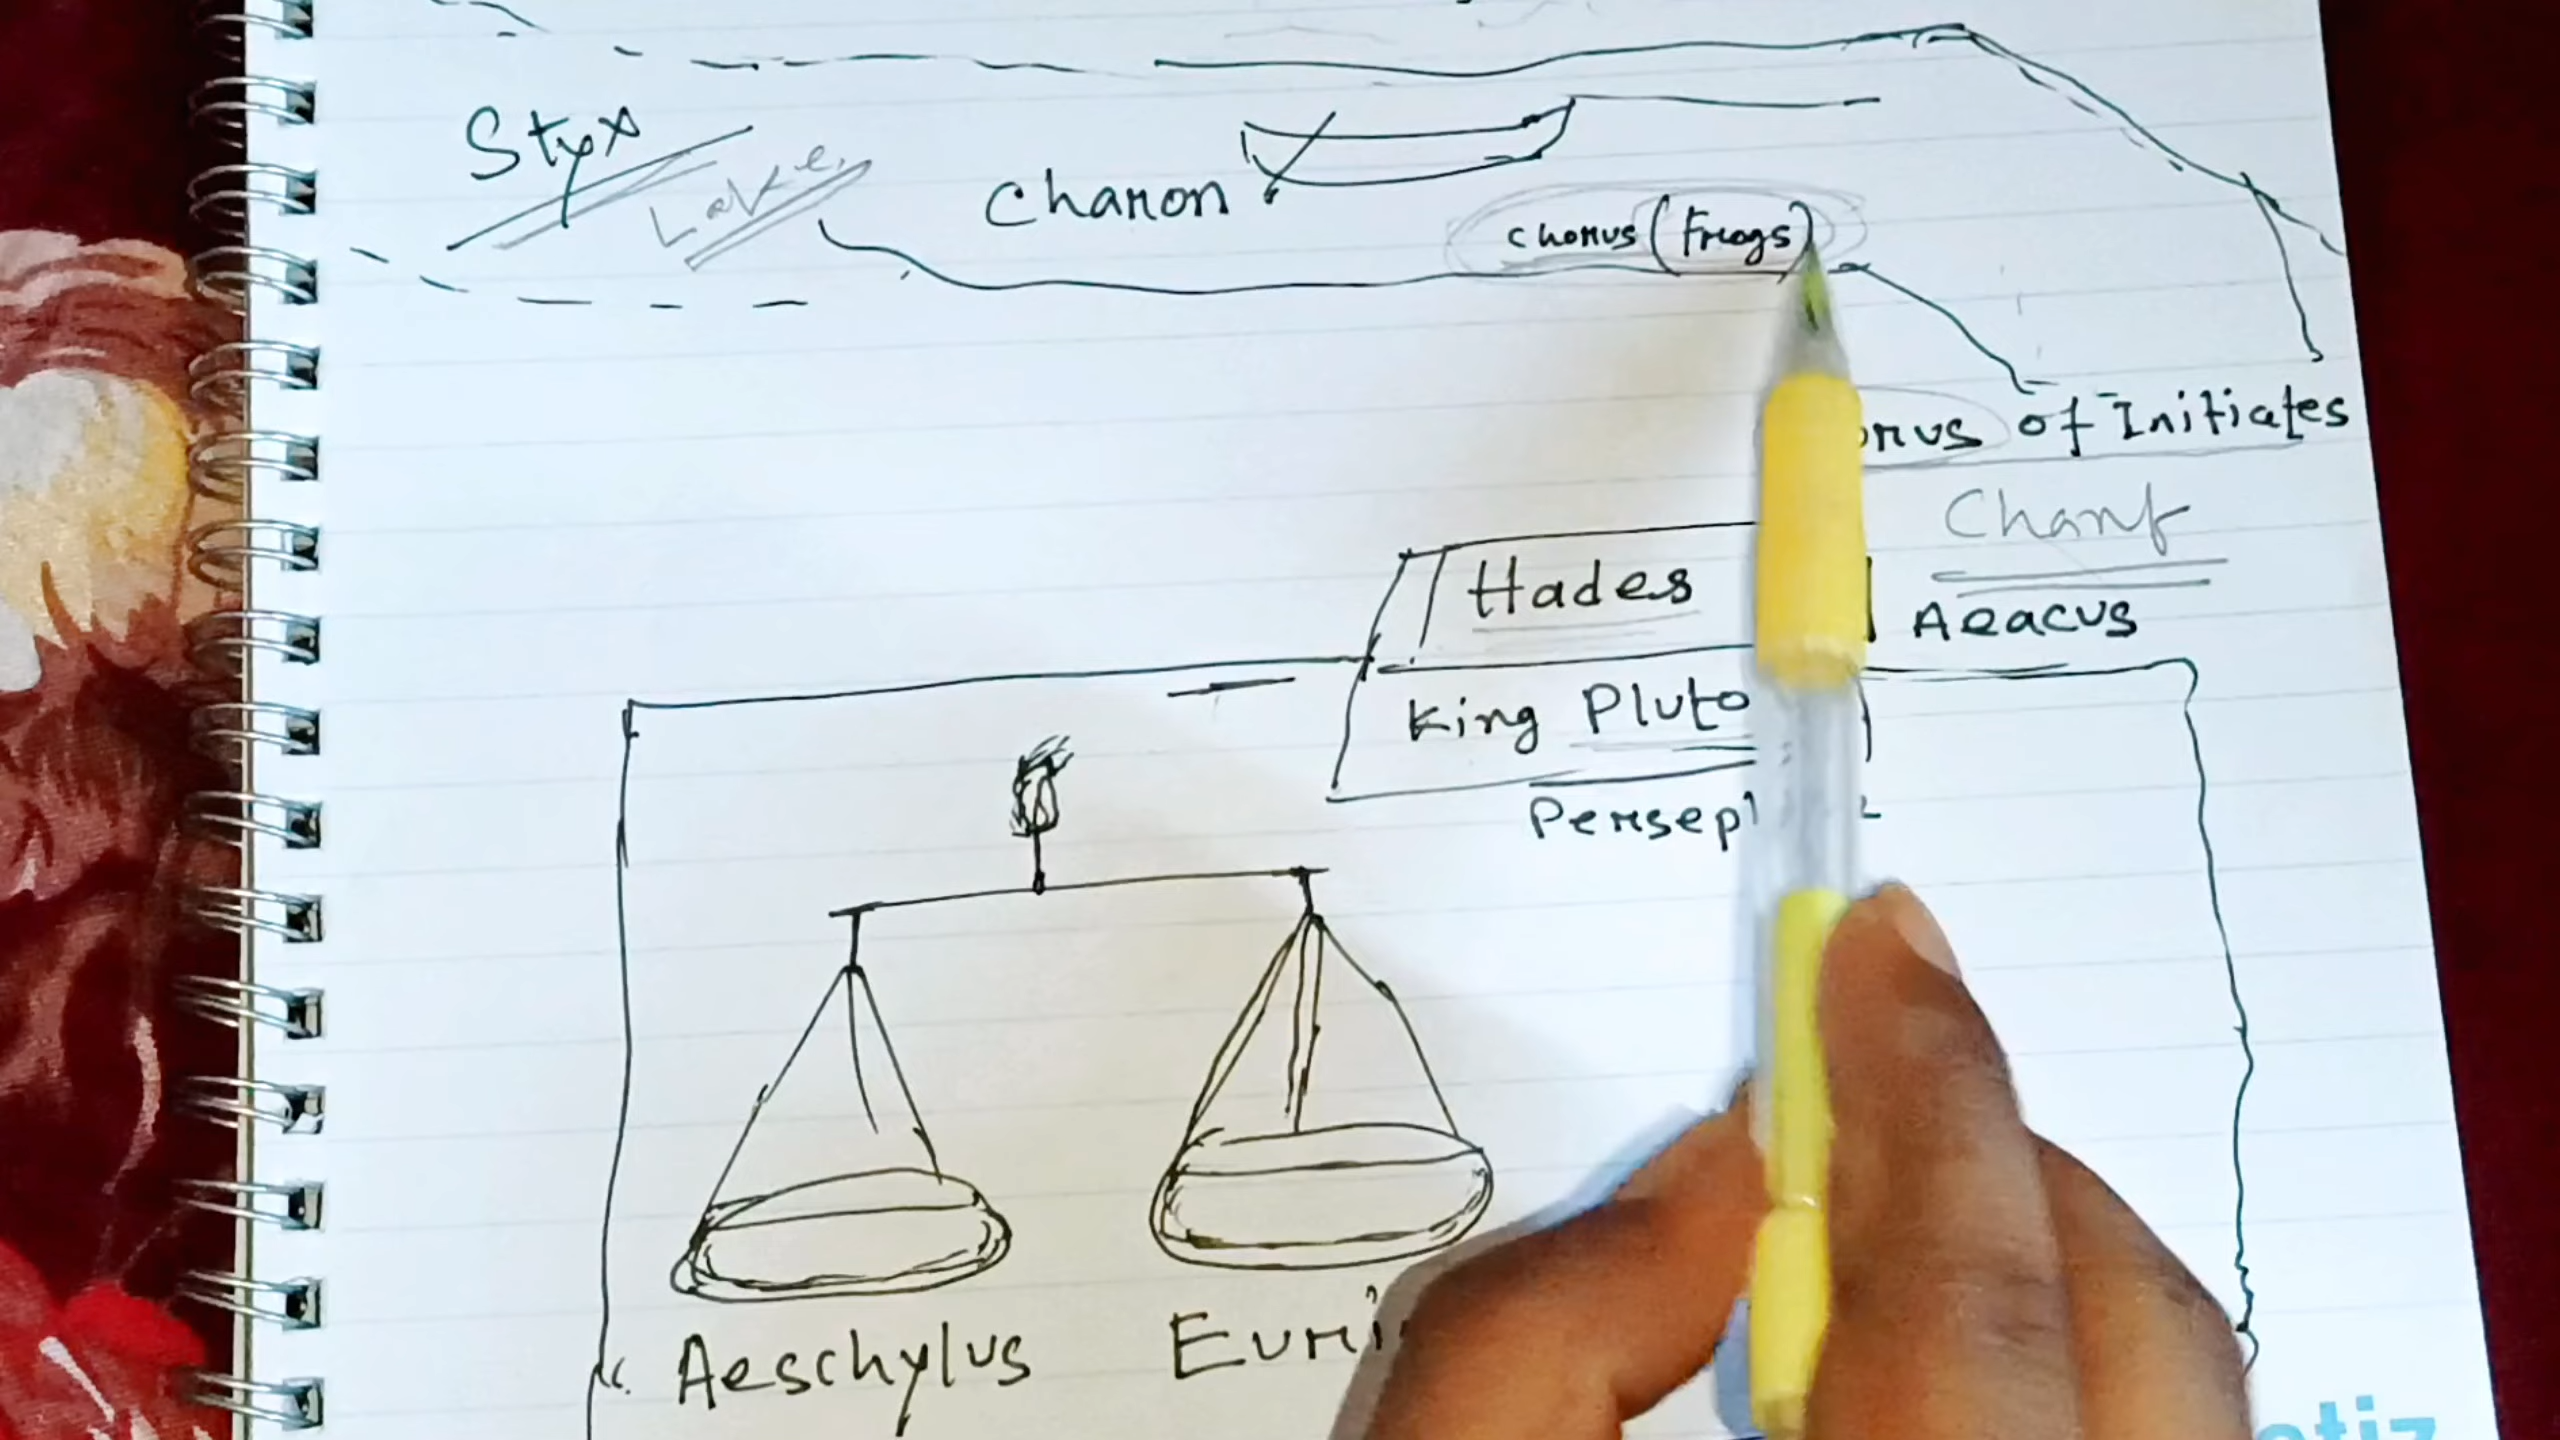 Styx
Lake
Charon
Chorus (Frogs)
of Initiates
Hades
Chant
Aeacus
King Pluto
Aeschylus